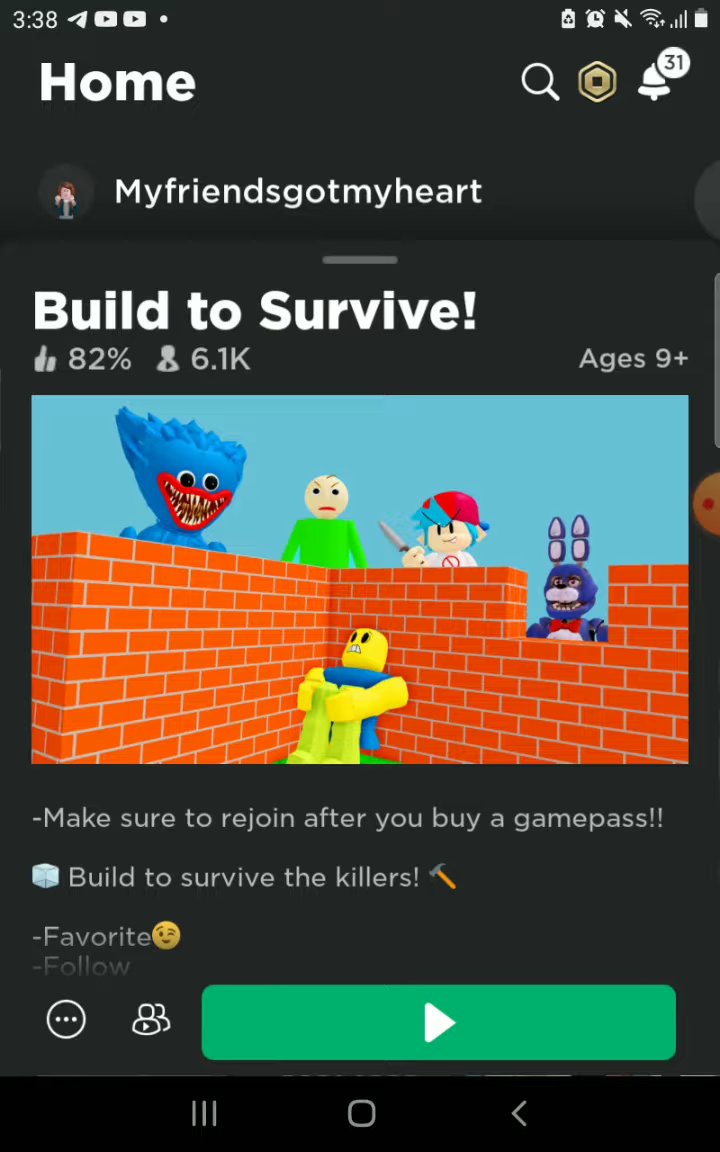 3:38
Home
31
Myfriendsgotmyheart
Build to Survive!
82% 6.1K Ages 9+
-Make sure to rejoin after you buy a gamepass!!
🧊 Build to survive the killers! 🔨
-Favorite😉
-Follow